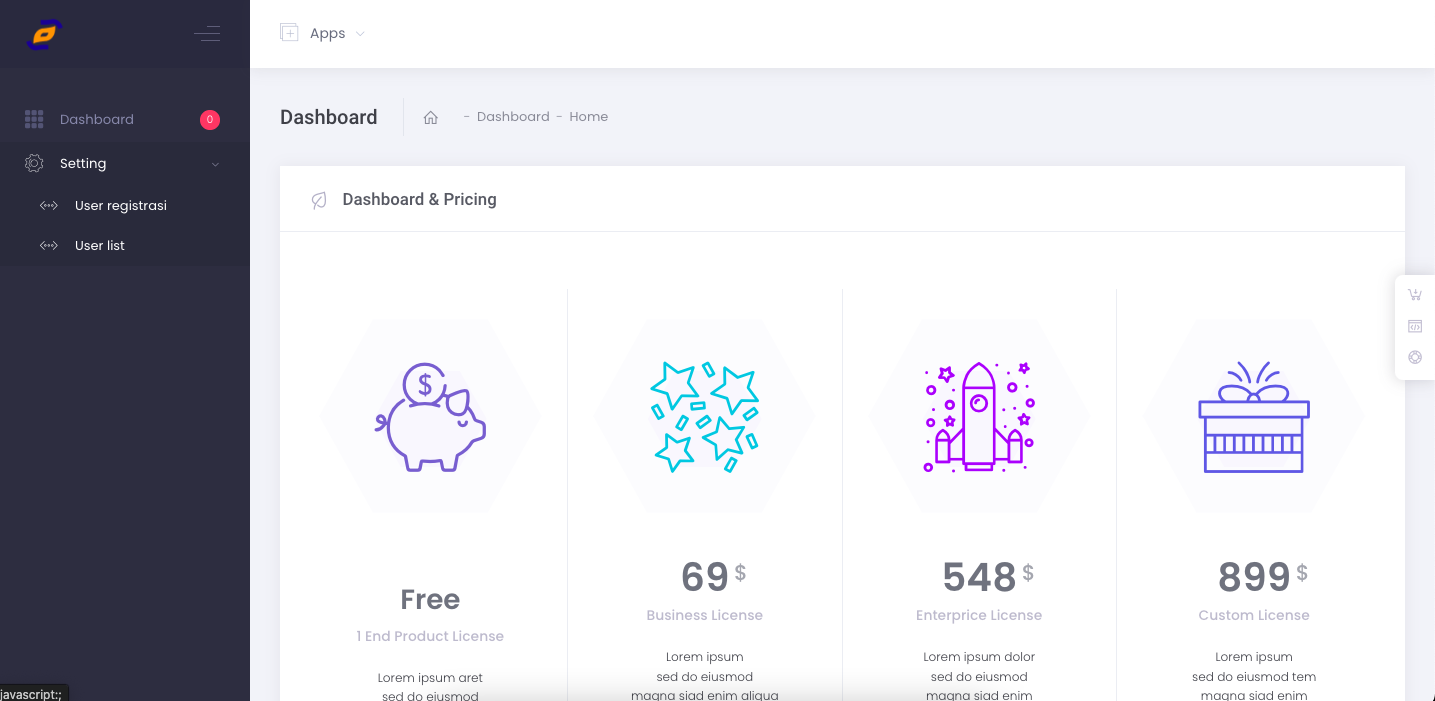 Apps
Dashboard
0
Setting
User registrasi
User list
Dashboard
- Dashboard - Home
Dashboard & Pricing
$
Free
1 End Product License
Lorem ipsum aret
sed do eiusmod
69 $
Business License
Lorem ipsum
sed do eiusmod
magna siad enim aliqua
548 $
Enterprice License
Lorem ipsum dolor
sed do eiusmod
magna siad enim
899 $
Custom License
Lorem ipsum
sed do eiusmod tem
magna siad enim
javascript:;